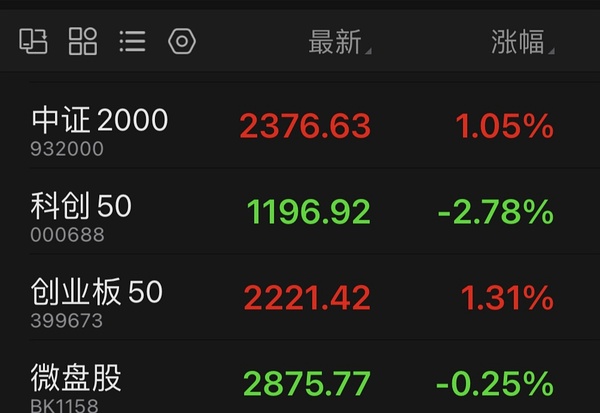 最新 涨幅
中证2000 2376.63 1.05%
932000
科创50 1196.92 -2.78%
000688
创业板50 2221.42 1.31%
399673
微盘股 2875.77 -0.25%
BK1158